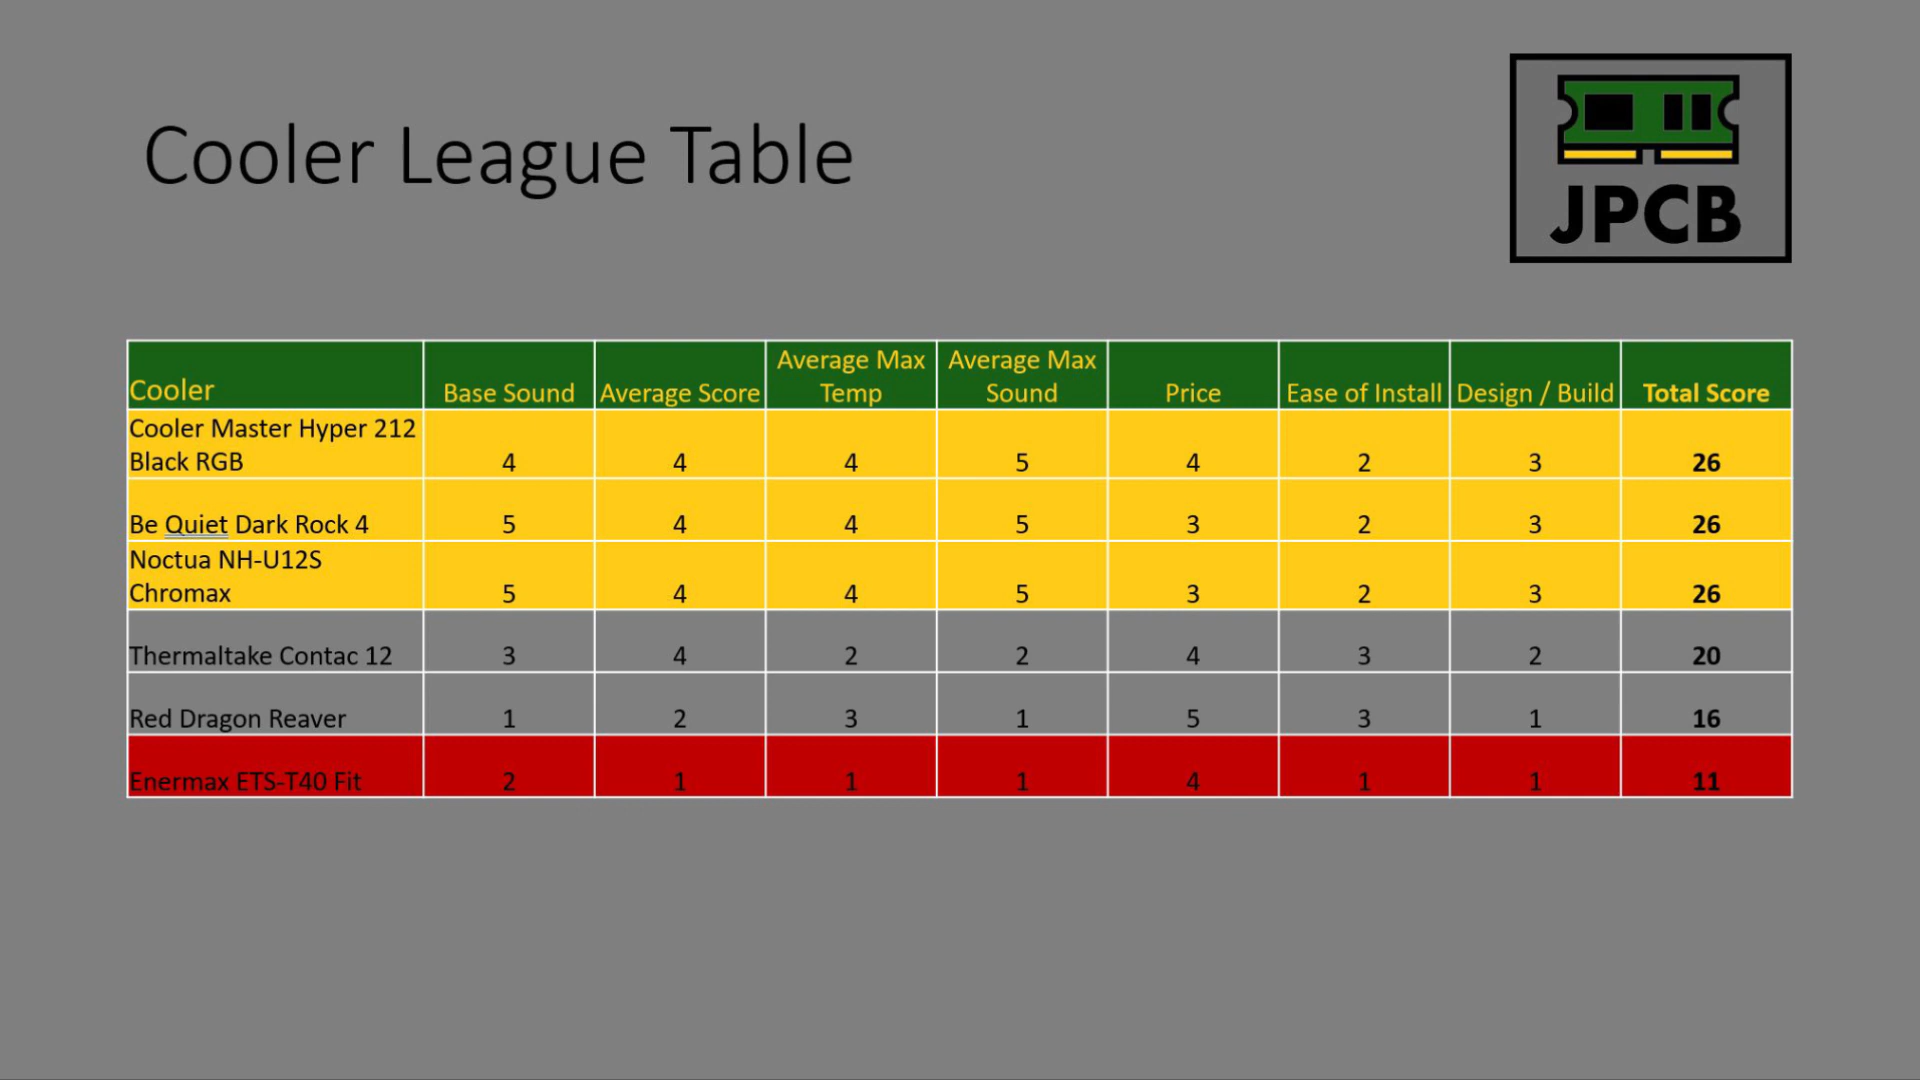 Cooler League Table
JPCB
Cooler Base Sound Average Score Average Max Temp Average Max Sound Price Ease of Install Design / Build Total Score
Cooler Master Hyper 212 Black RGB 4 4 4 5 4 2 3 26
Be Quiet Dark Rock 4 5 4 4 5 3 2 3 26
Noctua NH-U12S Chromax 5 4 4 5 3 2 3 26
Thermaltake Contac 12 3 4 2 2 4 3 2 20
Red Dragon Reaver 1 2 3 1 5 3 1 16
Enermax ETS-T40 Fit 2 1 1 1 4 1 1 11